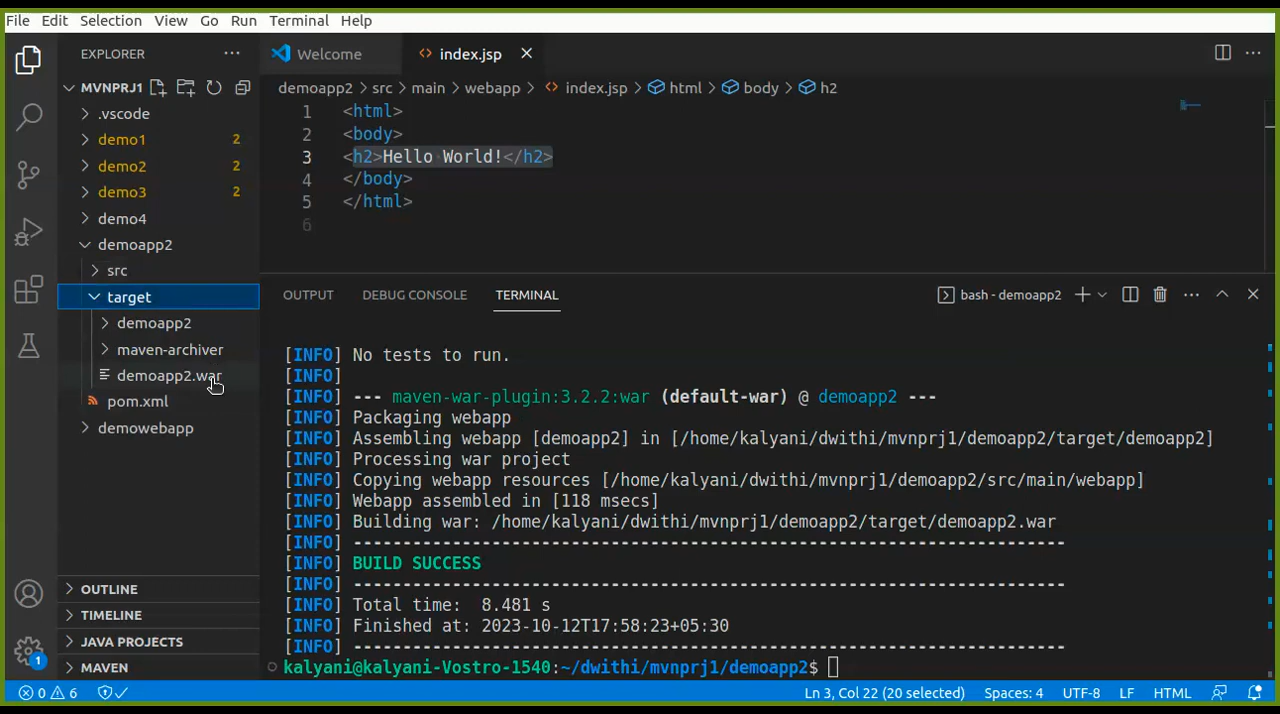 File Edit Selection View Go Run Terminal Help
EXPLORER
MVNPRJ1
.vscode
demo1 2
demo2 2
demo3 2
demo4
demoapp2
src
target
demoapp2
maven-archiver
demoapp2.war
pom.xml
demowebapp
OUTLINE
TIMELINE
JAVA PROJECTS
MAVEN
Welcome index.jsp
demoapp2 > src > main > webapp > index.jsp > html > body > h2
1 <html>
2 <body>
3 <h2>Hello World!</h2>
4 </body>
5 </html>
6
OUTPUT DEBUG CONSOLE TERMINAL bash - demoapp2
[INFO] No tests to run.
[INFO]
[INFO] --- maven-war-plugin:3.2.2:war (default-war) @ demoapp2 ---
[INFO] Packaging webapp
[INFO] Assembling webapp [demoapp2] in [/home/kalyani/dwithi/mvnprj1/demoapp2/target/demoapp2]
[INFO] Processing war project
[INFO] Copying webapp resources [/home/kalyani/dwithi/mvnprj1/demoapp2/src/main/webapp]
[INFO] Webapp assembled in [118 msecs]
[INFO] Building war: /home/kalyani/dwithi/mvnprj1/demoapp2/target/demoapp2.war
[INFO] ------------------------------------------------------------------------
[INFO] BUILD SUCCESS
[INFO] ------------------------------------------------------------------------
[INFO] Total time:  8.481 s
[INFO] Finished at: 2023-10-12T17:58:23+05:30
[INFO] ------------------------------------------------------------------------
kalyani@kalyani-Vostro-1540:~/dwithi/mvnprj1/demoapp2$
1
0 6 Ln 3, Col 22 (20 selected) Spaces: 4 UTF-8 LF HTML